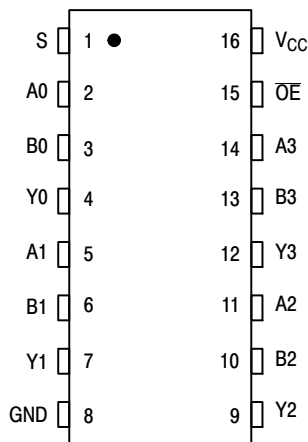 S 1 16 VCC
A0 2 15 O̅E̅
B0 3 14 A3
Y0 4 13 B3
A1 5 12 Y3
B1 6 11 A2
Y1 7 10 B2
GND 8 9 Y2